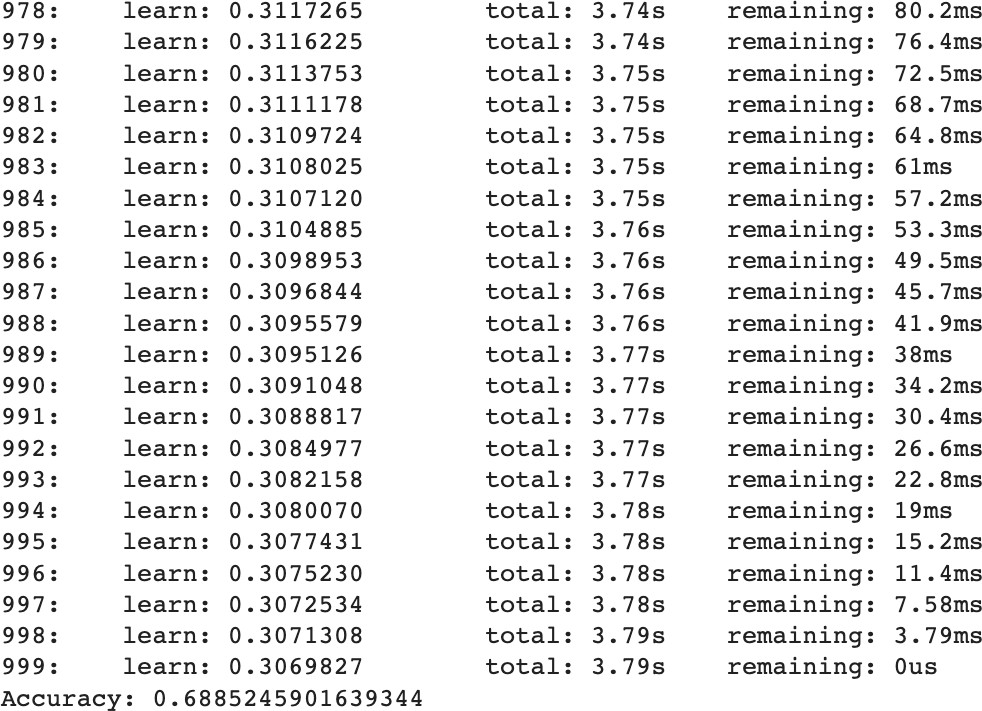 978:    learn: 0.3117265    total: 3.74s    remaining: 80.2ms
979:    learn: 0.3116225    total: 3.74s    remaining: 76.4ms
980:    learn: 0.3113753    total: 3.75s    remaining: 72.5ms
981:    learn: 0.3111178    total: 3.75s    remaining: 68.7ms
982:    learn: 0.3109724    total: 3.75s    remaining: 64.8ms
983:    learn: 0.3108025    total: 3.75s    remaining: 61ms
984:    learn: 0.3107120    total: 3.75s    remaining: 57.2ms
985:    learn: 0.3104885    total: 3.76s    remaining: 53.3ms
986:    learn: 0.3098953    total: 3.76s    remaining: 49.5ms
987:    learn: 0.3096844    total: 3.76s    remaining: 45.7ms
988:    learn: 0.3095579    total: 3.76s    remaining: 41.9ms
989:    learn: 0.3095126    total: 3.77s    remaining: 38ms
990:    learn: 0.3091048    total: 3.77s    remaining: 34.2ms
991:    learn: 0.3088817    total: 3.77s    remaining: 30.4ms
992:    learn: 0.3084977    total: 3.77s    remaining: 26.6ms
993:    learn: 0.3082158    total: 3.77s    remaining: 22.8ms
994:    learn: 0.3080070    total: 3.78s    remaining: 19ms
995:    learn: 0.3077431    total: 3.78s    remaining: 15.2ms
996:    learn: 0.3075230    total: 3.78s    remaining: 11.4ms
997:    learn: 0.3072534    total: 3.78s    remaining: 7.58ms
998:    learn: 0.3071308    total: 3.79s    remaining: 3.79ms
999:    learn: 0.3069827    total: 3.79s    remaining: 0us
Accuracy: 0.6885245901639344